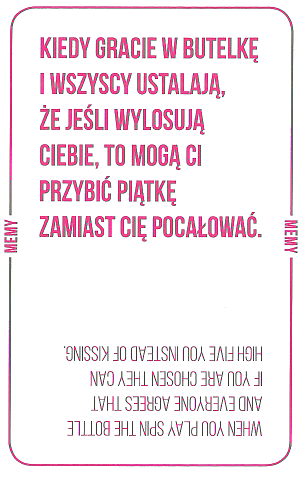 KIEDY GRACIE W BUTELKĘ
I WSZYSCY USTALAJĄ,
ŻE JEŚLI WYLOSUJĄ
CIEBIE, TO MOGĄ CI
PRZYBIĆ PIĄTKĘ
ZAMIAST CIĘ POCAŁOWAĆ.
MEMY
MEMY
WHEN YOU PLAY SPIN THE BOTTLE
AND EVERYONE AGREES THAT
IF YOU ARE CHOSEN THEY CAN
HIGH FIVE YOU INSTEAD OF KISSING.